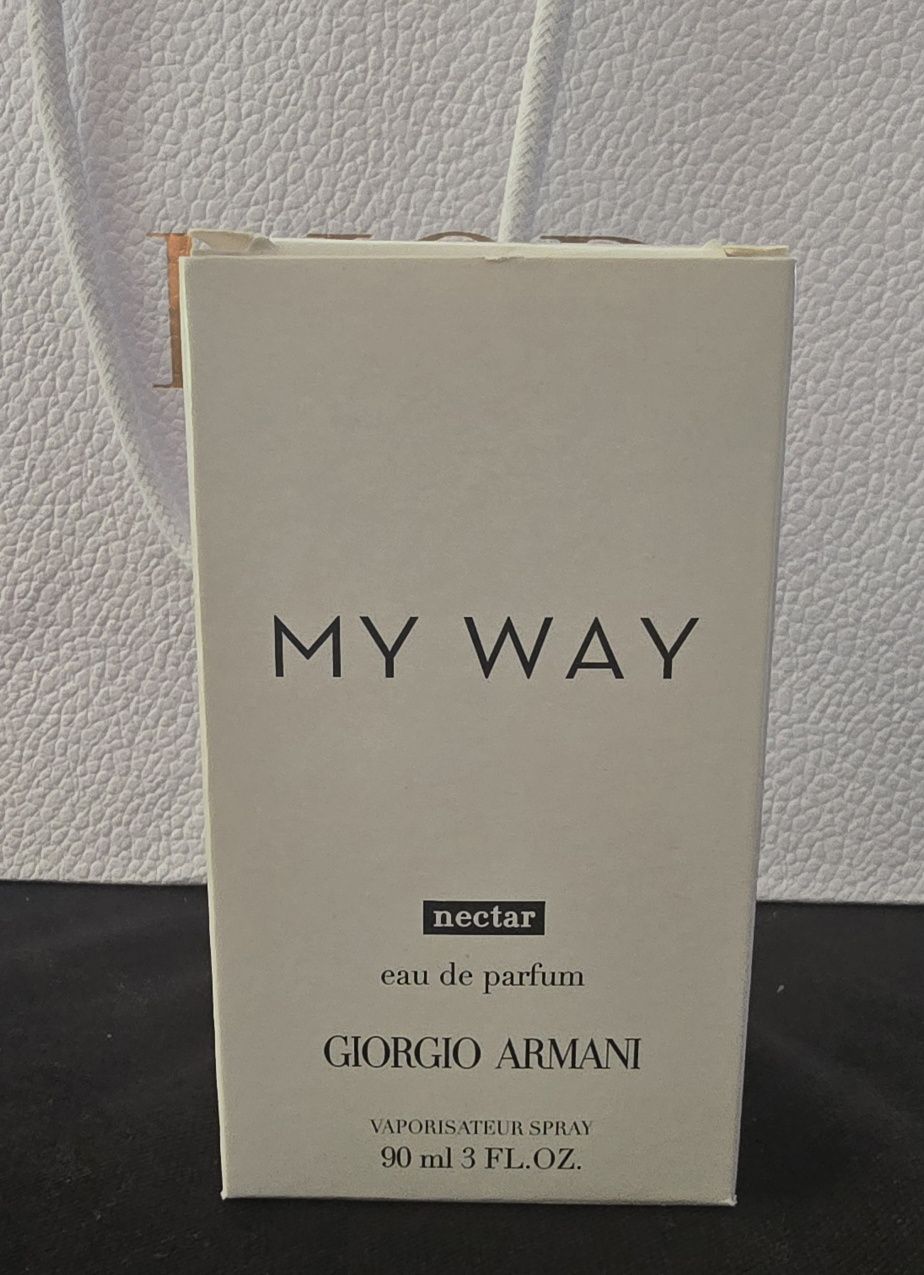 MY WAY
nectar
eau de parfum
GIORGIO ARMANI
VAPORISATEUR SPRAY
90 ml 3 FL.OZ.